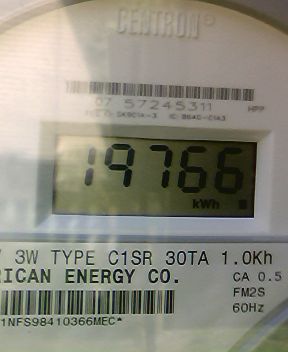 CENTRON®
07 57245311
19766
kWh
3W TYPE C1SR 30TA 1.0Kh
RICAN ENERGY CO.
CA 0.5
FM2S
60Hz
1NFS98410366MEC*